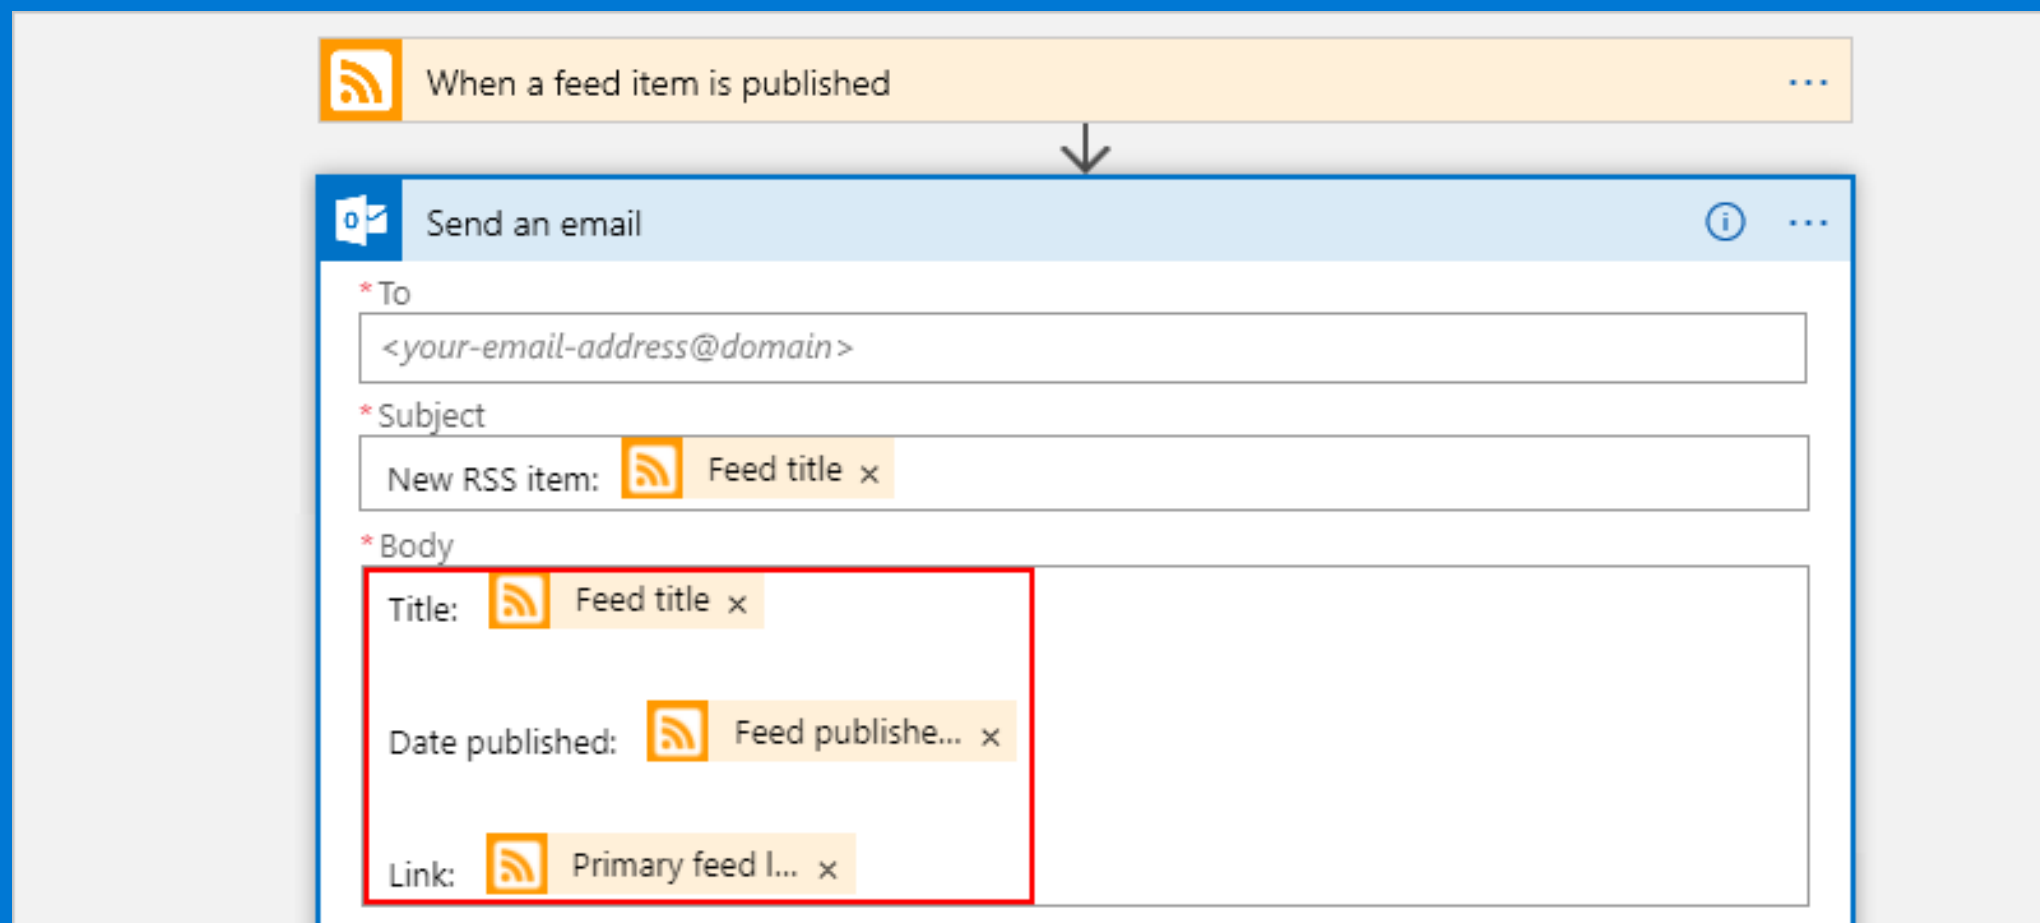 When a feed item is published
Send an email
* To
<your-email-address@domain>
* Subject
New RSS item: Feed title ×
* Body
Title: Feed title ×
Date published: Feed publishe... ×
Link: Primary feed l... ×